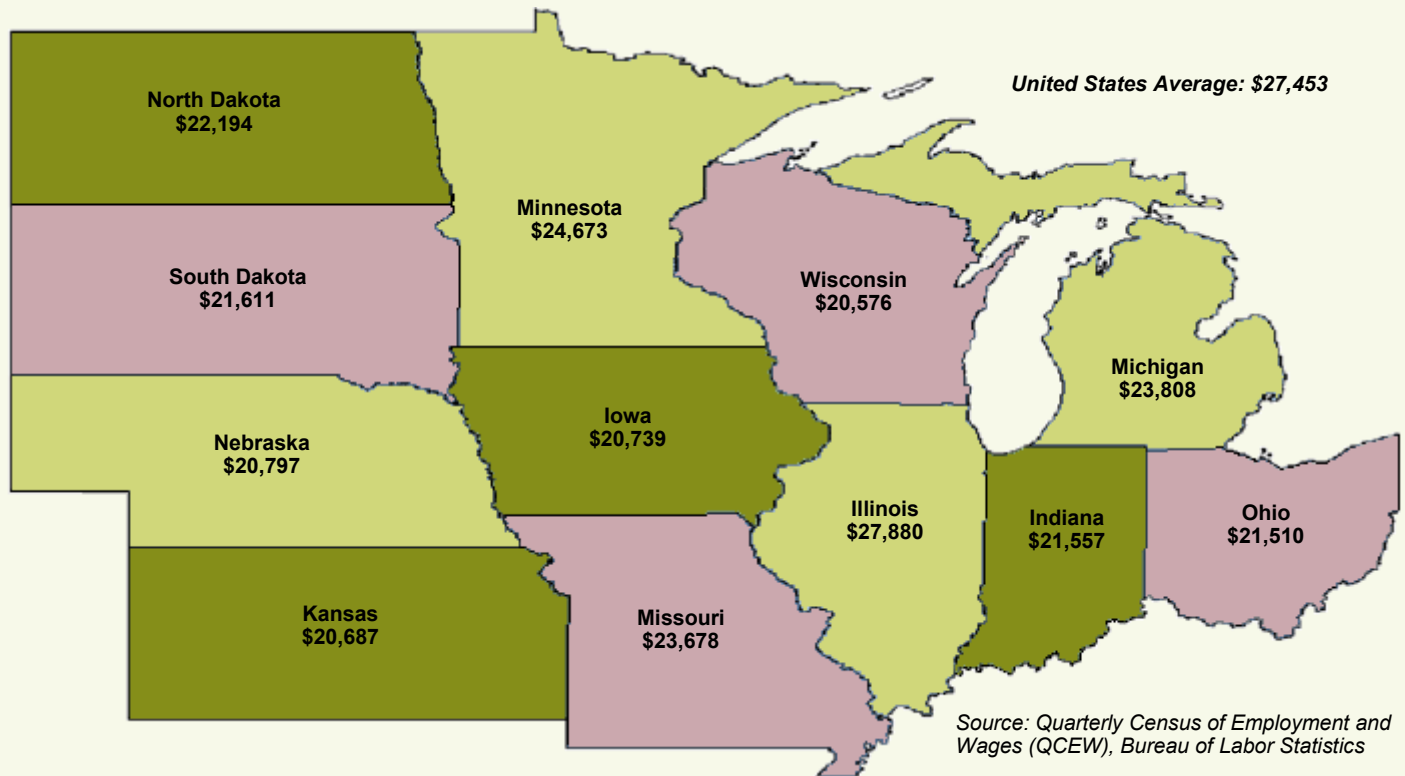 United States Average: $27,453
North Dakota
$22,194
Minnesota
$24,673
South Dakota
$21,611
Wisconsin
$20,576
Michigan
$23,808
Nebraska
$20,797
Iowa
$20,739
Illinois
$27,880
Indiana
$21,557
Ohio
$21,510
Kansas
$20,687
Missouri
$23,678
Source: Quarterly Census of Employment and
Wages (QCEW), Bureau of Labor Statistics